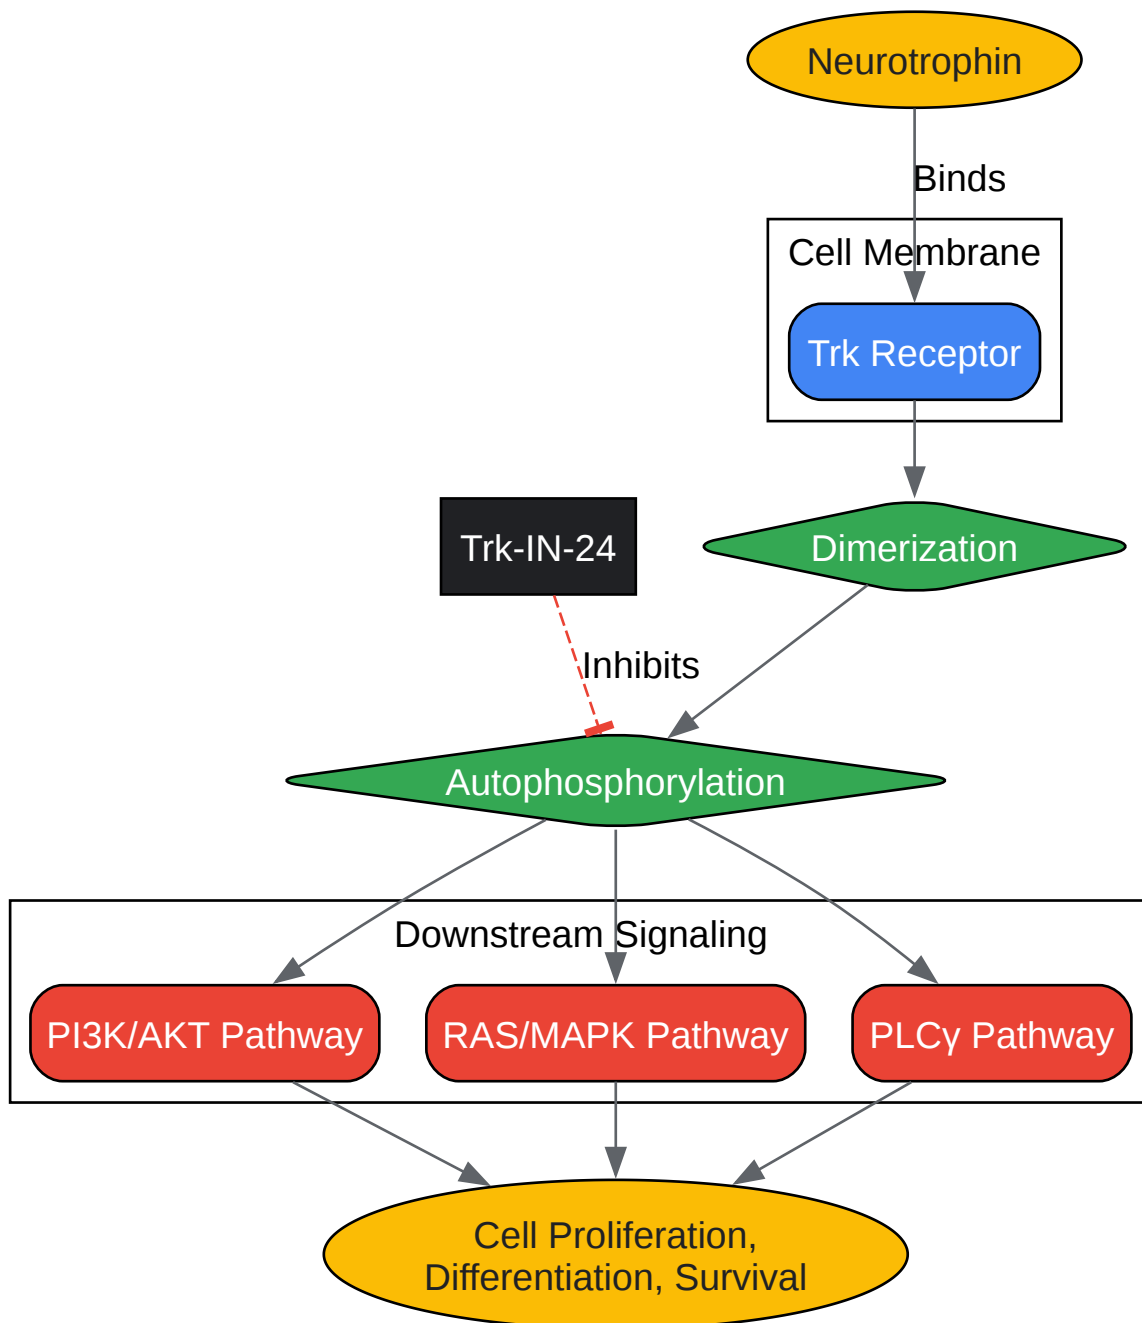 Neurotrophin
Binds
Cell Membrane
Trk Receptor
Trk-IN-24
Dimerization
Inhibits
Autophosphorylation
Downstream Signaling
PI3K/AKT Pathway
RAS/MAPK Pathway
PLCγ Pathway
Cell Proliferation,
Differentiation, Survival